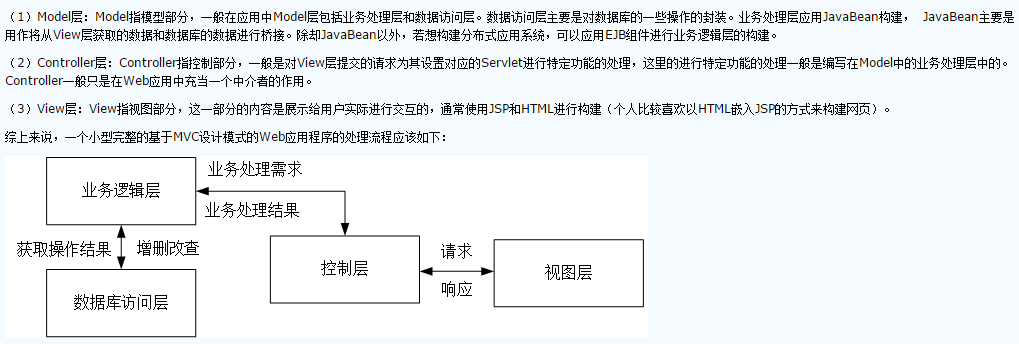 （1）Model层：Model指模型部分，一般在应用中Model层包括业务处理层和数据访问层。数据访问层主要是对数据库的一些操作的封装。业务处理层应用JavaBean构建， JavaBean主要是
用作将从View层获取的数据和数据库的数据进行桥接。除却JavaBean以外，若想构建分布式应用系统，可以应用EJB组件进行业务逻辑层的构建。
（2）Controller层：Controller指控制部分，一般是对View层提交的请求为其设置对应的Servlet进行特定功能的处理，这里的进行特定功能的处理一般是编写在Model中的业务处理层中的。
Controller一般只是在Web应用中充当一个中介者的作用。
（3）View层：View指视图部分，这一部分的内容是展示给用户实际进行交互的，通常使用JSP和HTML进行构建（个人比较喜欢以HTML嵌入JSP的方式来构建网页）。
综上来说，一个小型完整的基于MVC设计模式的Web应用程序的处理流程应该如下：
业务逻辑层
业务处理需求
业务处理结果
获取操作结果
增删改查
控制层
请求
响应
视图层
数据库访问层